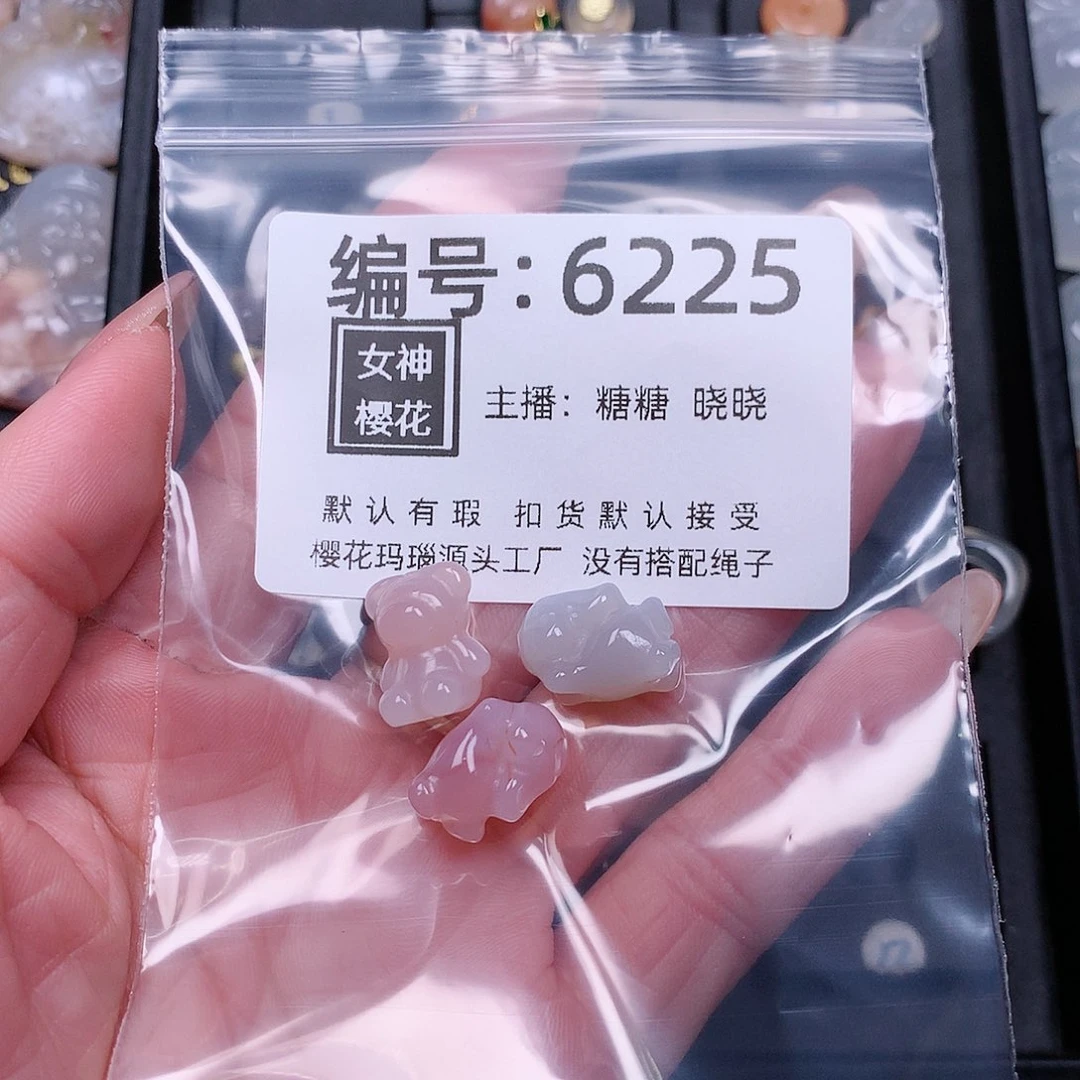 编号:6225
女神
樱花
主播: 糖糖 晓晓
默认有瑕 扣货默认接受
樱花玛瑙源头工厂 没有搭配绳子